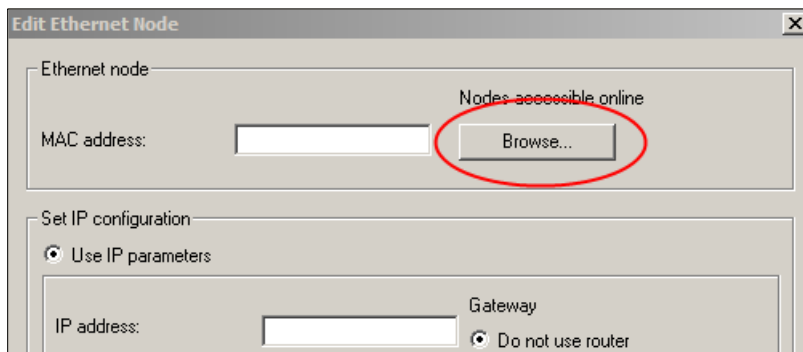 Edit Ethernet Node
Ethernet node
Nodes accessible online
MAC address:
Browse...
Set IP configuration
Use IP parameters
Gateway
IP address:
Do not use router